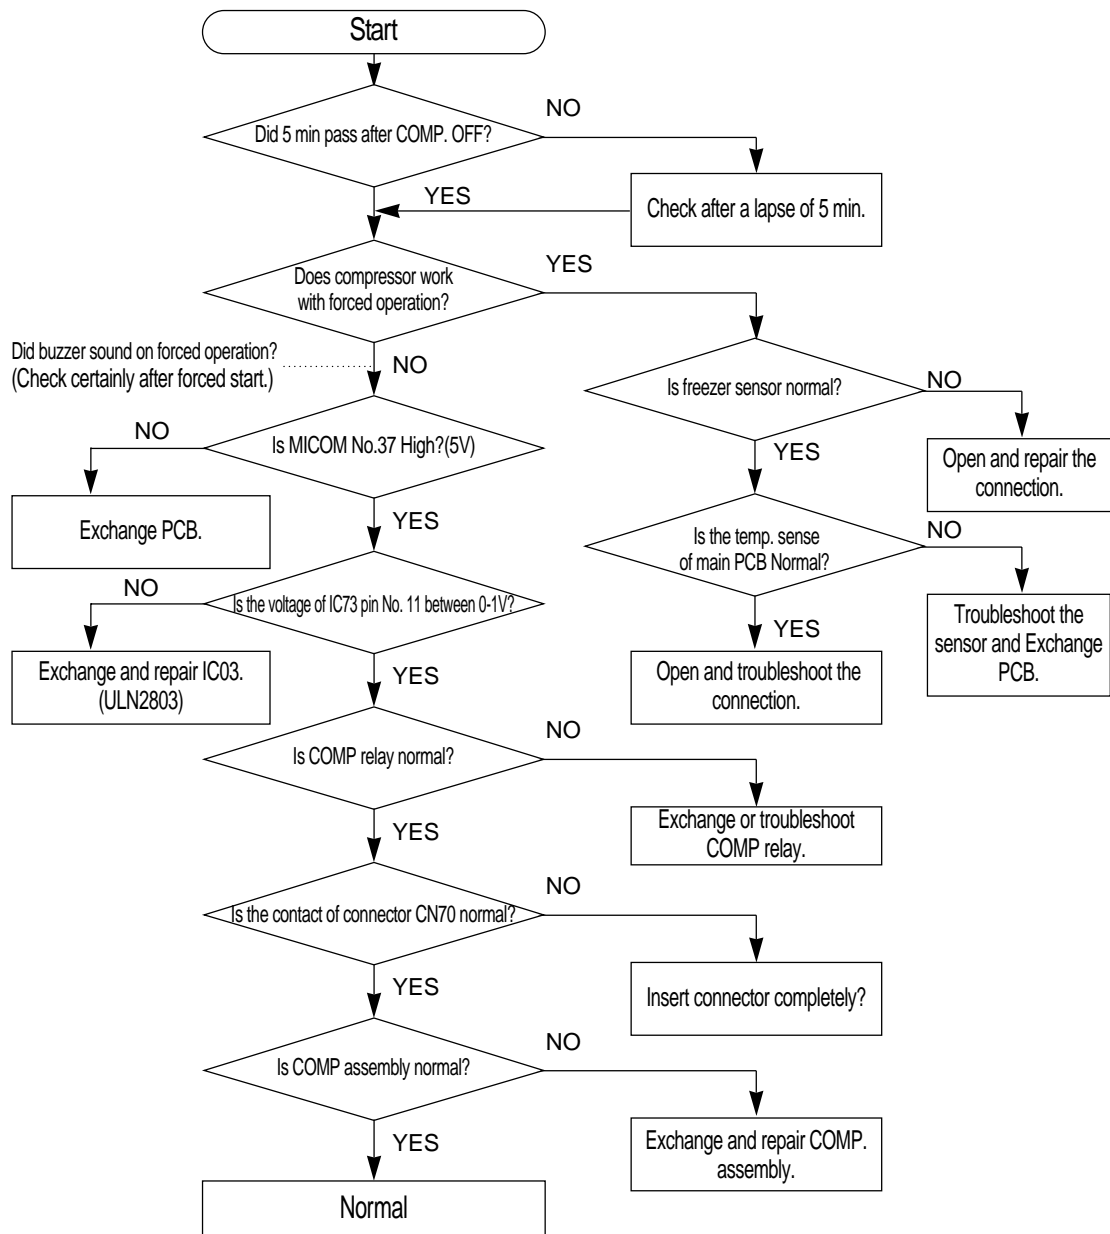 Start
Did 5 min pass after COMP. OFF?
NO
YES
Check after a lapse of 5 min.
Does compressor work
with forced operation?
YES
Did buzzer sound on forced operation?
(Check certainly after forced start.)
NO
Is freezer sensor normal?
NO
Is MICOM No.37 High?(5V)
NO
YES
Open and repair the
connection.
Exchange PCB.
YES
Is the temp. sense
of main PCB Normal?
NO
Is the voltage of IC73 pin No. 11 between 0-1V?
NO
YES
Troubleshoot the
sensor and Exchange
PCB.
Exchange and repair IC03.
(ULN2803)
YES
Open and troubleshoot the
connection.
Is COMP relay normal?
NO
YES
Exchange or troubleshoot
COMP relay.
Is the contact of connector CN70 normal?
NO
YES
Insert connector completely?
Is COMP assembly normal?
NO
YES
Exchange and repair COMP.
assembly.
Normal